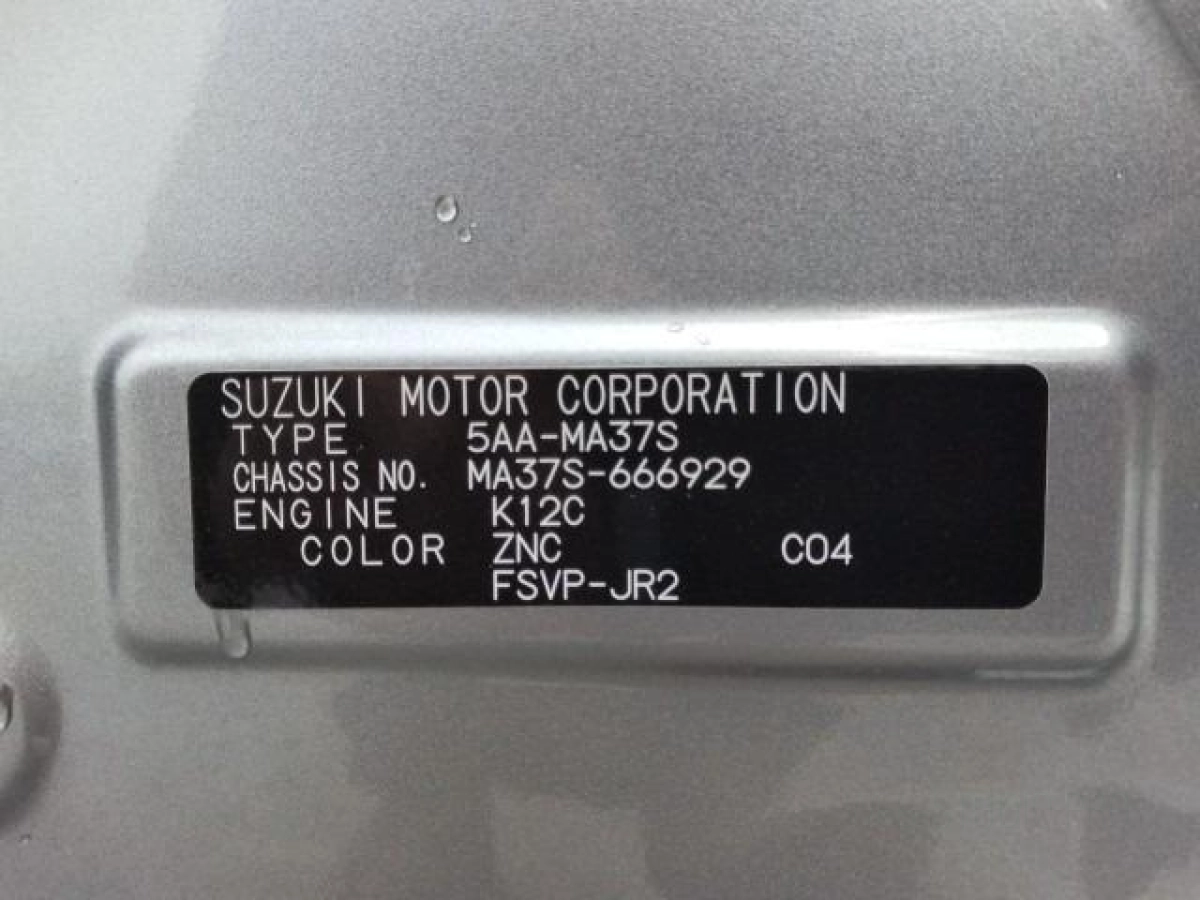 SUZUKI MOTOR CORPORATION
TYPE 5AA-MA37S
CHASSIS NO. MA37S-666929
ENGINE K12C
COLOR ZNC C04
FSVP-JR2